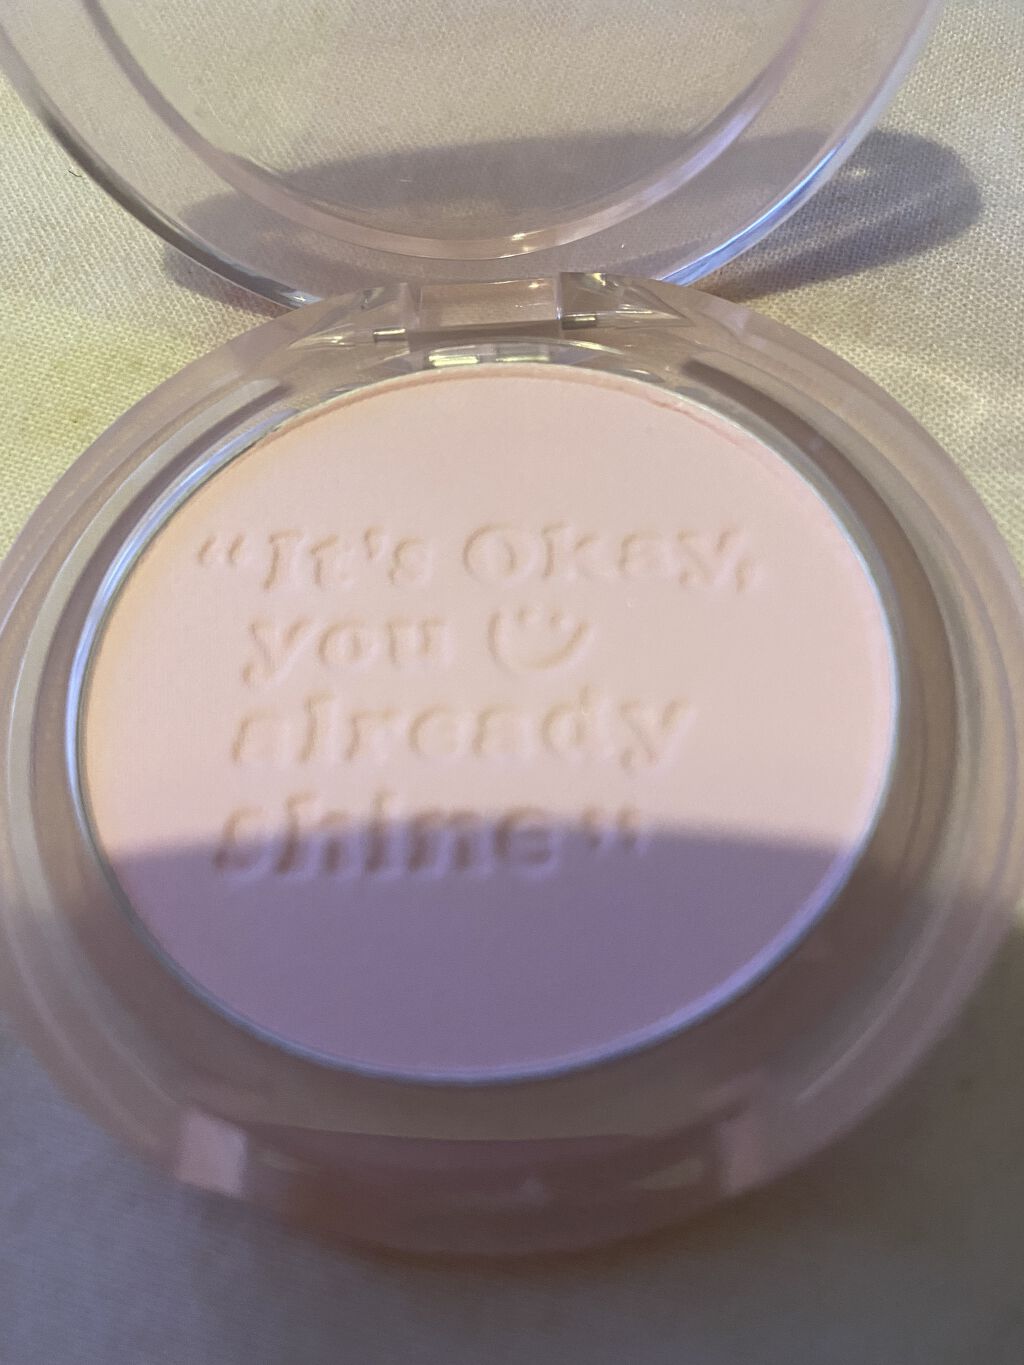 “It's Okay,
you
already
shine”